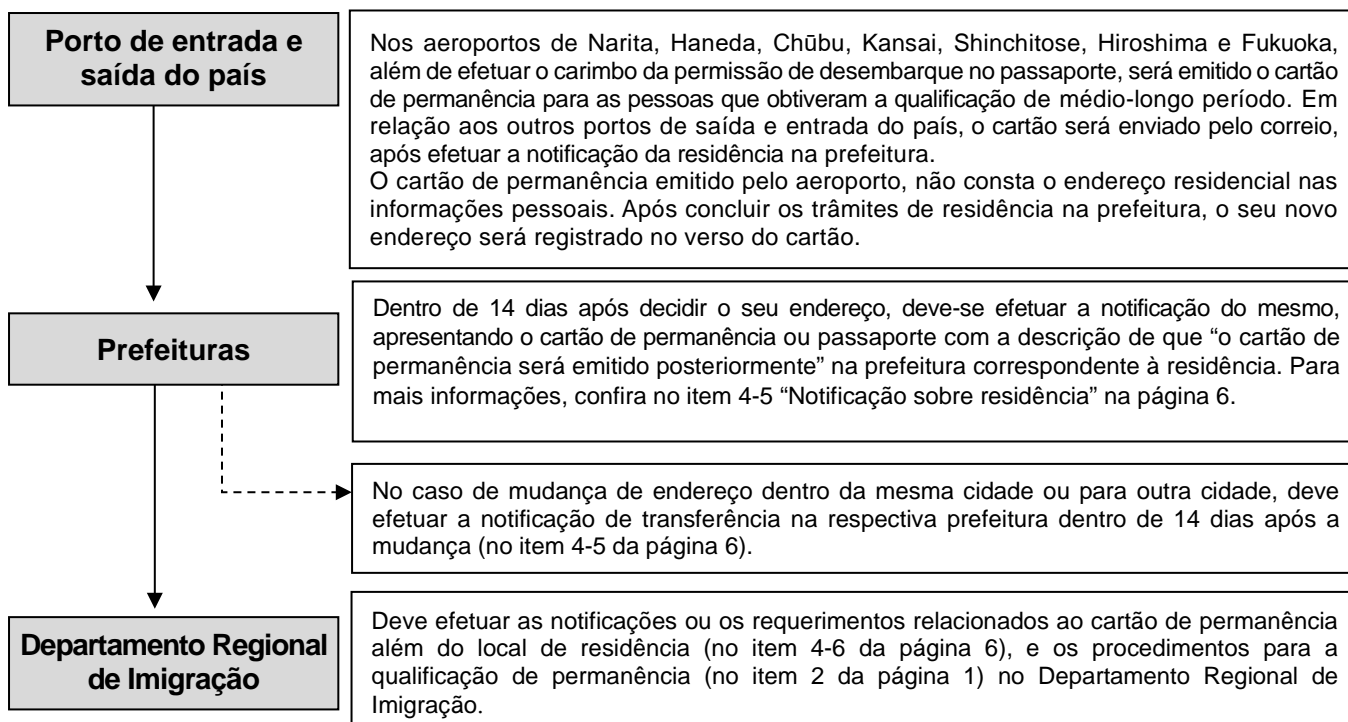 Porto de entrada e
saída do país
Nos aeroportos de Narita, Haneda, Chūbu, Kansai, Shinchitose, Hiroshima e Fukuoka,
além de efetuar o carimbo da permissão de desembarque no passaporte, será emitido o cartão
de permanência para as pessoas que obtiveram a qualificação de médio-longo período. Em
relação aos outros portos de saída e entrada do país, o cartão será enviado pelo correio,
após efetuar a notificação da residência na prefeitura.
O cartão de permanência emitido pelo aeroporto, não consta o endereço residencial nas
informações pessoais. Após concluir os trâmites de residência na prefeitura, o seu novo
endereço será registrado no verso do cartão.
Prefeituras
Dentro de 14 dias após decidir o seu endereço, deve-se efetuar a notificação do mesmo,
apresentando o cartão de permanência ou passaporte com a descrição de que “o cartão de
permanência será emitido posteriormente” na prefeitura correspondente à residência. Para
mais informações, confira no item 4-5 “Notificação sobre residência” na página 6.
No caso de mudança de endereço dentro da mesma cidade ou para outra cidade, deve
efetuar a notificação de transferência na respectiva prefeitura dentro de 14 dias após a
mudança (no item 4-5 da página 6).
Departamento Regional
de Imigração
Deve efetuar as notificações ou os requerimentos relacionados ao cartão de permanência
além do local de residência (no item 4-6 da página 6), e os procedimentos para a
qualificação de permanência (no item 2 da página 1) no Departamento Regional de
Imigração.